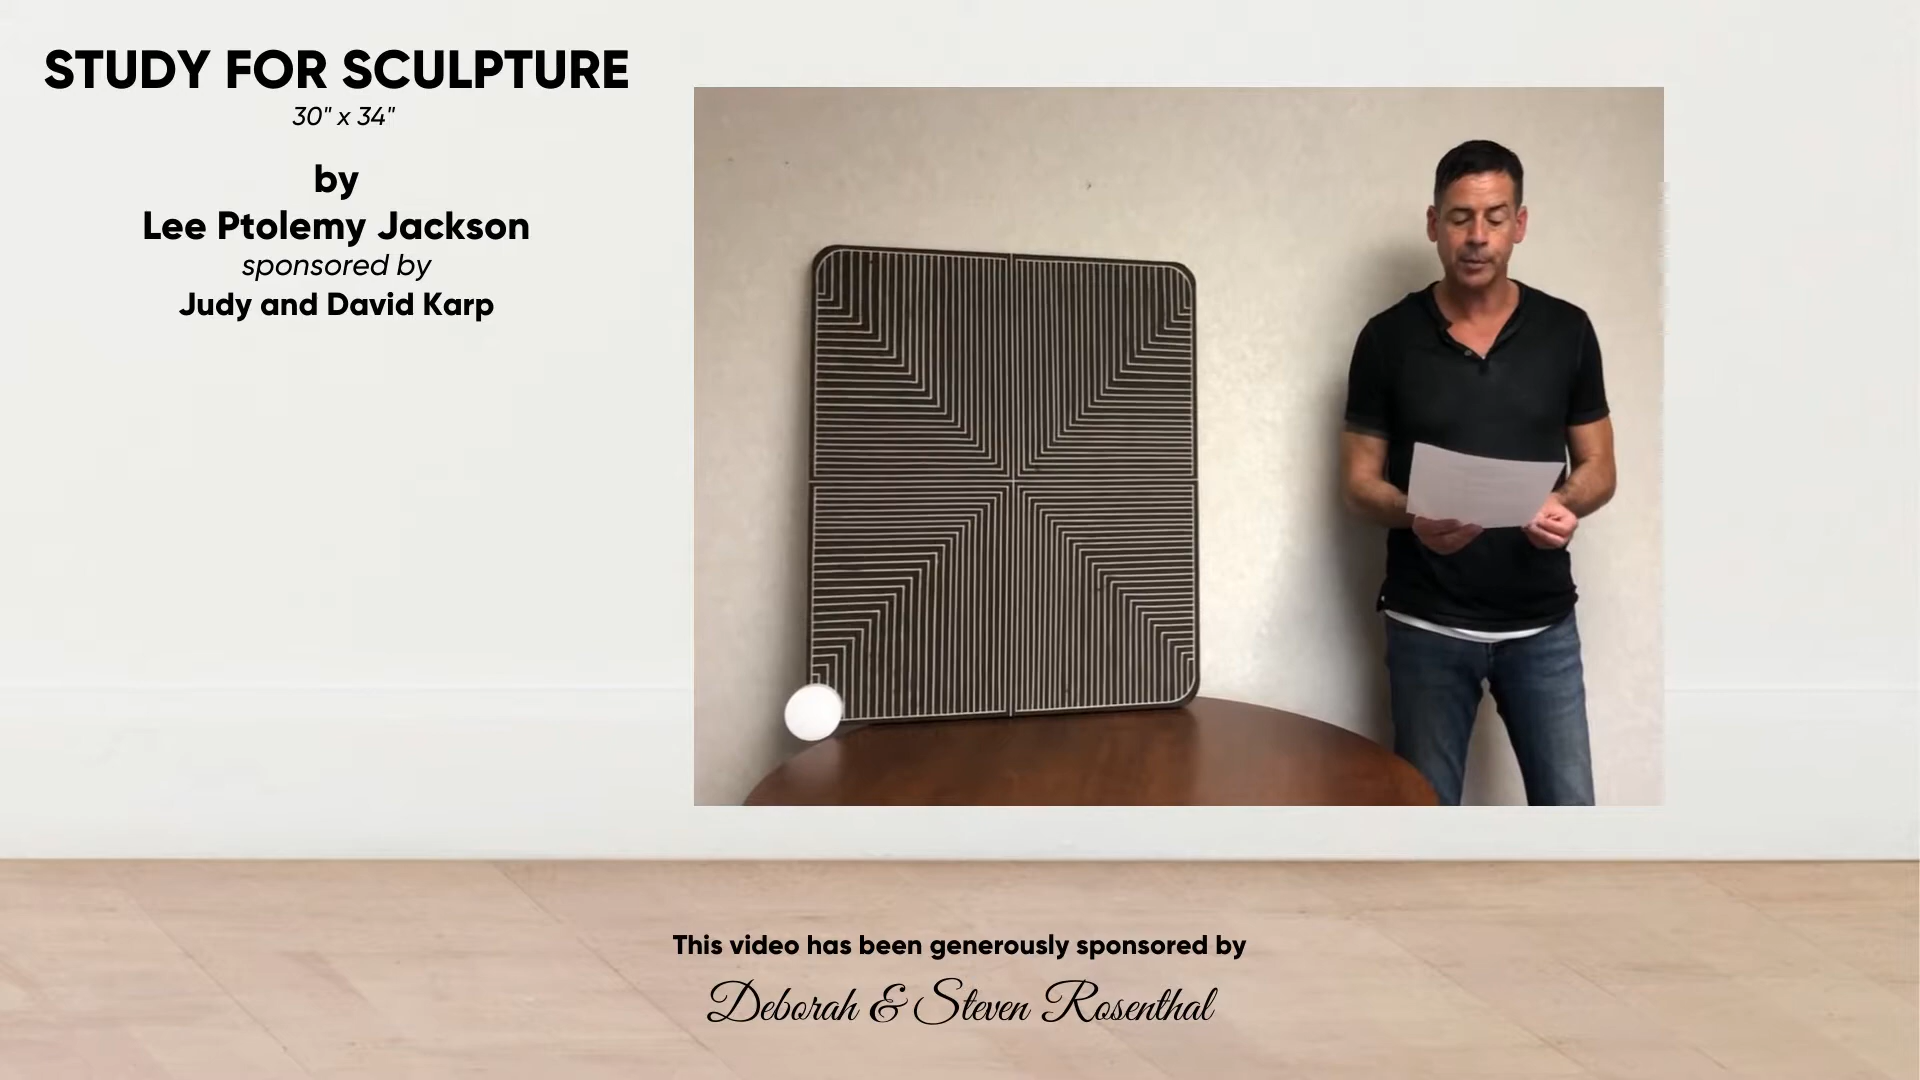 STUDY FOR SCULPTURE
30" x 34"
by
Lee Ptolemy Jackson
sponsored by
Judy and David Karp
This video has been generously sponsored by
Deborah & Steven Rosenthal